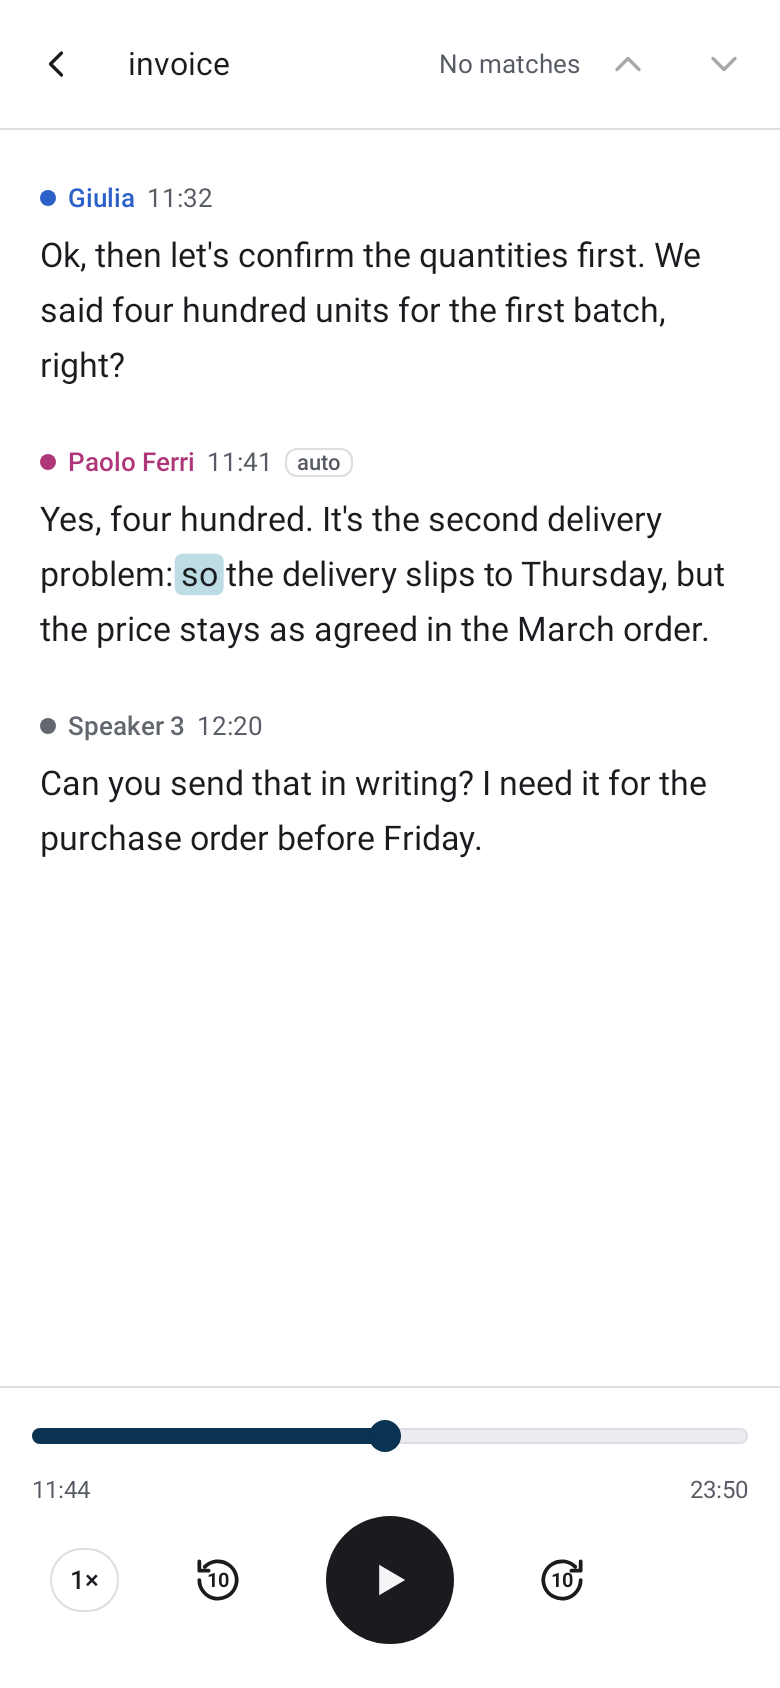 invoice No matches
Giulia 11:32
Ok, then let's confirm the quantities first. We
said four hundred units for the first batch,
right?
Paolo Ferri 11:41 auto
Yes, four hundred. It's the second delivery
problem: so the delivery slips to Thursday, but
the price stays as agreed in the March order.
Speaker 3 12:20
Can you send that in writing? I need it for the
purchase order before Friday.
11:44 23:50
1× 10 10